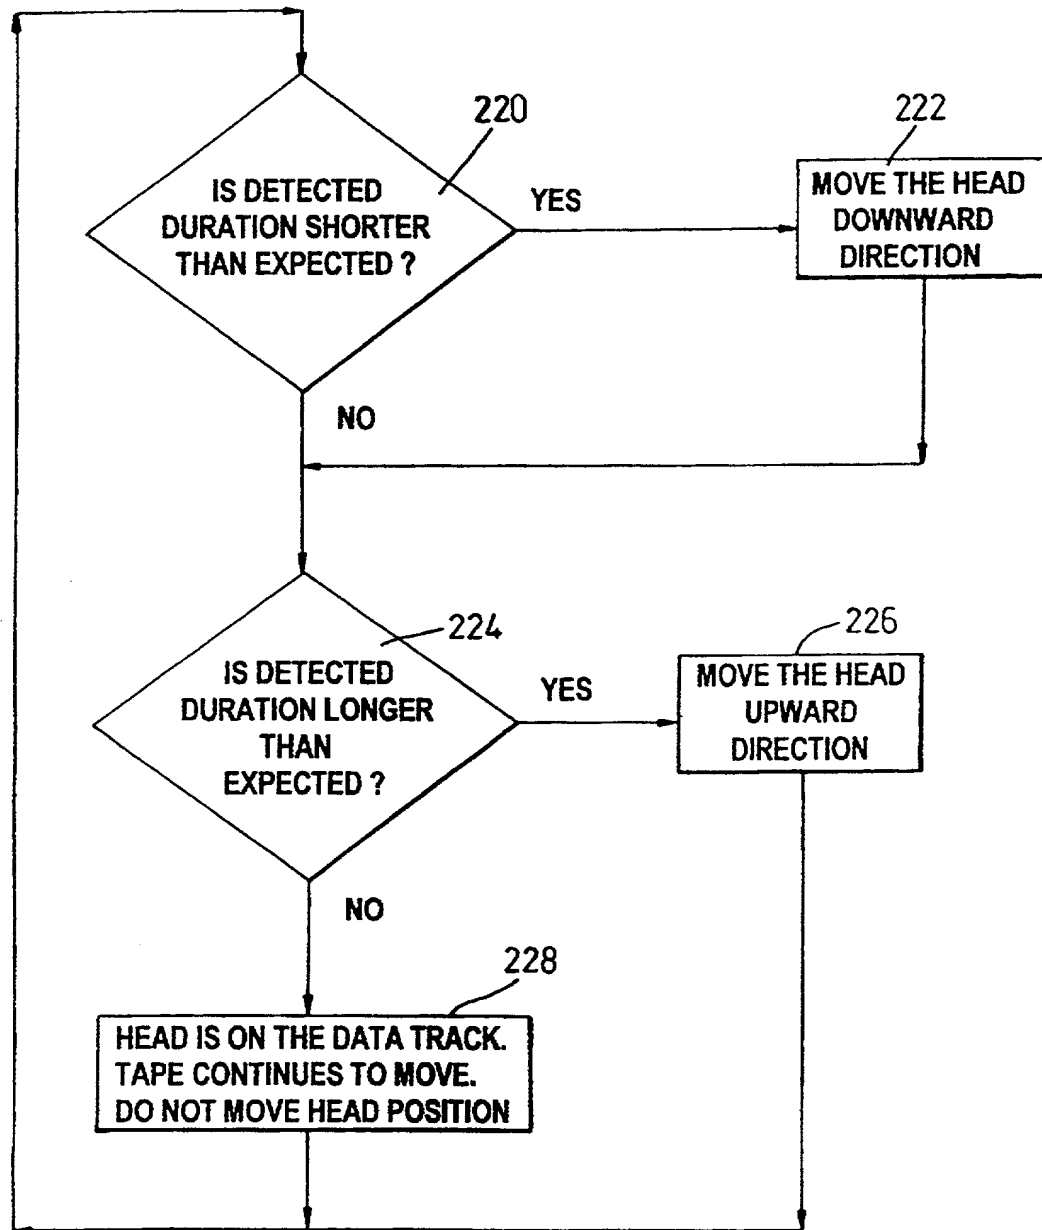 220
IS DETECTED
DURATION SHORTER
THAN EXPECTED ?
YES
222
MOVE THE HEAD
DOWNWARD
DIRECTION
NO
224
IS DETECTED
DURATION LONGER
THAN
EXPECTED ?
YES
226
MOVE THE HEAD
UPWARD
DIRECTION
NO
228
HEAD IS ON THE DATA TRACK.
TAPE CONTINUES TO MOVE.
DO NOT MOVE HEAD POSITION